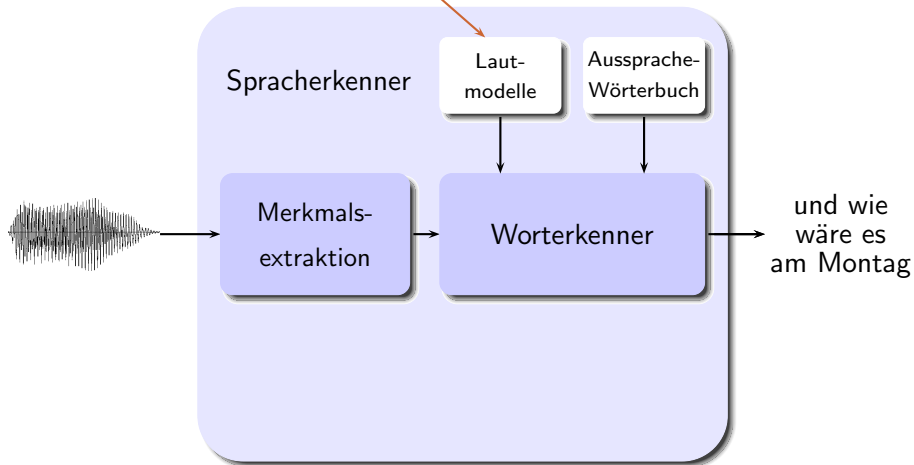 Spracherkenner
Laut-
modelle
Aussprache-
Wörterbuch
Merkmals-
extraktion
Worterkenner
und wie
wäre es
am Montag